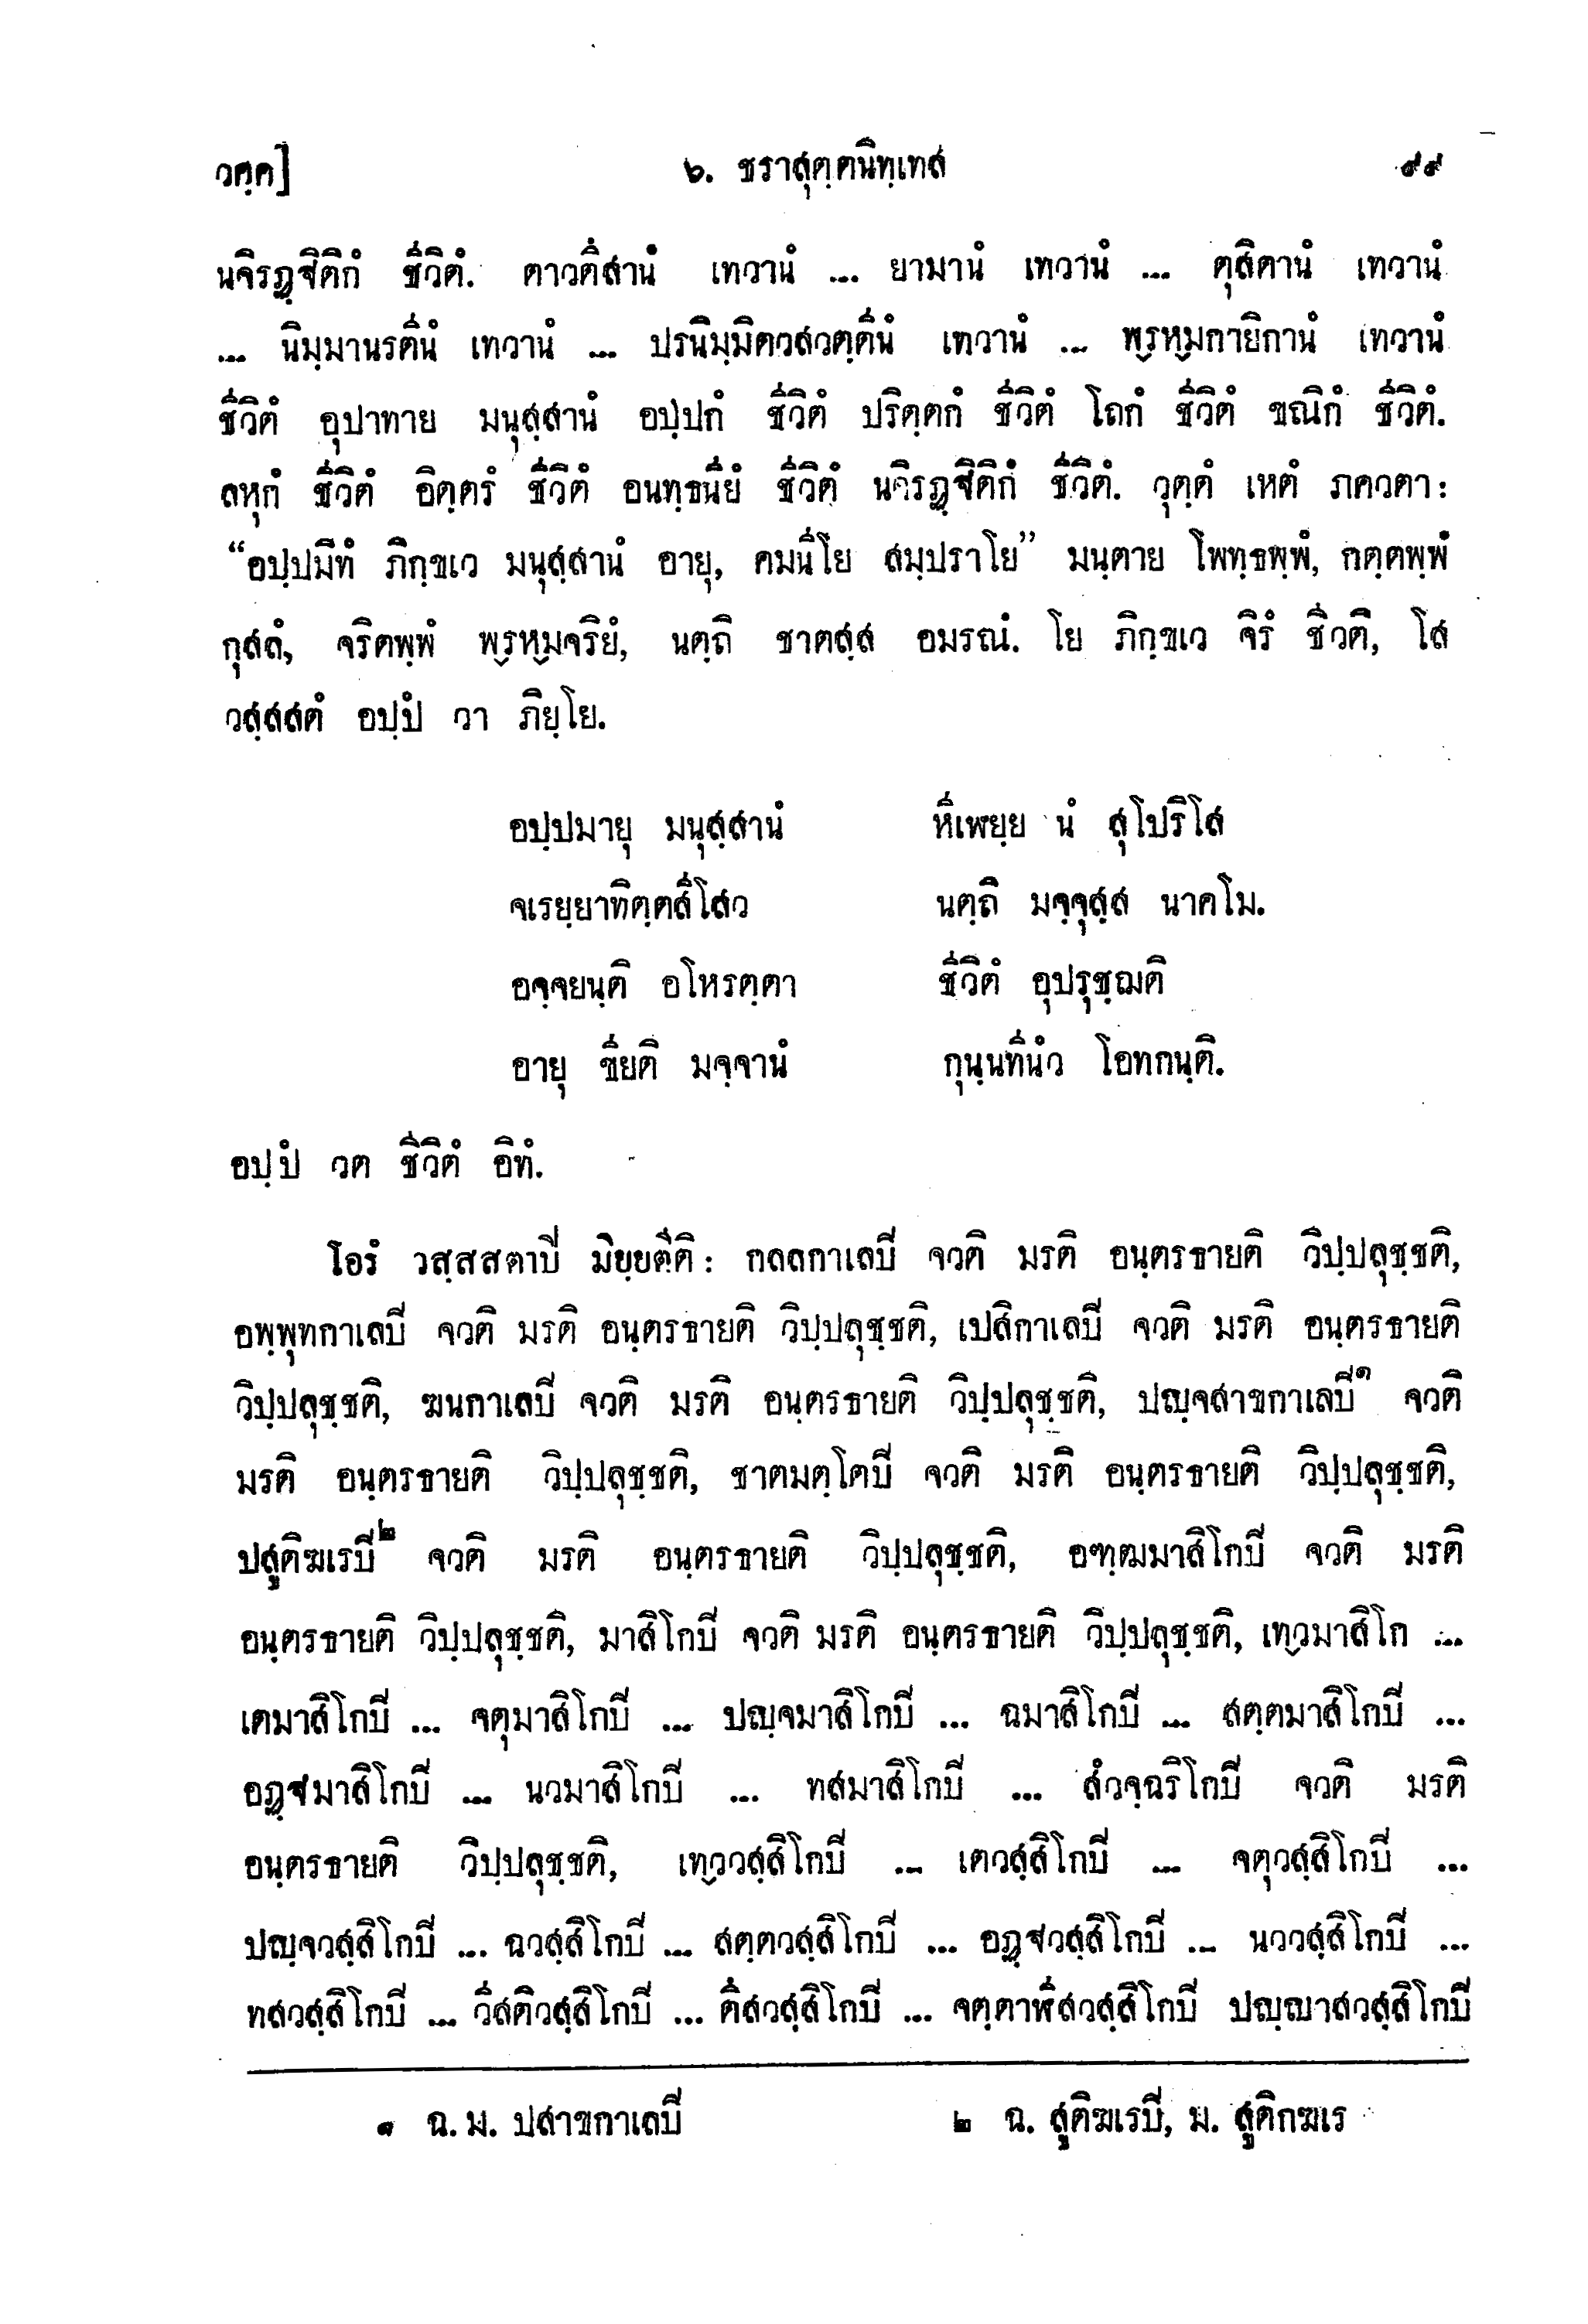 วคฺค] ๖. ชราสุตฺตนิทฺเทส ๙๙
นจิรฏฺฐิติกํ ชีวิตํ. ตาวตึสานํ เทวานํ ... ยามานํ เทวานํ ... ตุสิตานํ เทวานํ
... นิมฺมานรตีนํ เทวานํ ... ปรนิมฺมิตวสวตฺตีนํ เทวานํ ... พฺรหฺมกายิกานํ เทวานํ
ชีวิตํ อุปาทาย มนุสฺสานํ อปฺปกํ ชีวิตํ ปริตฺตกํ ชีวิตํ โถกํ ชีวิตํ ขณิกํ ชีวิตํ.
ลหุกํ ชีวิตํ อิตฺตรํ ชีวิตํ อนทฺธนียํ ชีวิตํ นจิรฏฺฐิติกํ ชีวิตํ. วุตฺตํ เหตํ ภควตา:
“อปฺปมิทํ ภิกฺขเว มนุสฺสานํ อายุ, คมนีโย สมฺปราโย” มนฺตาย โพทฺธพฺพํ, กตฺตพฺพํ
กุสลํ, จริตพฺพํ พฺรหฺมจริยํ, นตฺถิ ชาตสฺส อมรณํ. โย ภิกฺขเว จิรํ ชีวติ, โส
วสฺสสตํ อปฺปํ วา ภิยฺโย.
อปฺปมายุ มนุสฺสานํ หีเฬยฺย นํ สุโปริโส
จเรยฺยาทิตฺตสีโสว นตฺถิ มจฺจุสฺส นาคโม.
อจฺจยนฺติ อโหรตฺตา ชีวิตํ อุปรุชฺฌติ
อายุ ขียติ มจฺจานํ กุนฺนทีนํว โอทกนฺติ.
อปฺปํ วต ชีวิตํ อิทํ.
โอรํ วสฺสสตาปิ มิยฺยตีติ: กลลกาเลปิ จวติ มรติ อนฺตรธายติ วิปฺปลุชฺชติ,
อพฺพุทกาเลปิ จวติ มรติ อนฺตรธายติ วิปฺปลุชฺชติ, เปสิกาเลปิ จวติ มรติ อนฺตรธายติ
วิปฺปลุชฺชติ, ฆนกาเลปิ จวติ มรติ อนฺตรธายติ วิปฺปลุชฺชติ, ปญฺจสาขกาเลปิ๑ จวติ
มรติ อนฺตรธายติ วิปฺปลุชฺชติ, ชาตมตฺโตปิ จวติ มรติ อนฺตรธายติ วิปฺปลุชฺชติ,
ปสูติฆเรปิ๒ จวติ มรติ อนฺตรธายติ วิปฺปลุชฺชติ, อฑฺฒมาสิโกปิ จวติ มรติ
อนฺตรธายติ วิปฺปลุชฺชติ, มาสิโกปิ จวติ มรติ อนฺตรธายติ วิปฺปลุชฺชติ, เทฺวมาสิโก ...
เตมาสิโกปิ ... จตุมาสิโกปิ ... ปญฺจมาสิโกปิ ... ฉมาสิโกปิ ... สตฺตมาสิโกปิ ...
อฏฺฐมาสิโกปิ ... นวมาสิโกปิ ... ทสมาสิโกปิ ... สํวจฺฉริโกปิ จวติ มรติ
อนฺตรธายติ วิปฺปลุชฺชติ, เทฺววสฺสิโกปิ ... เตวสฺสิโกปิ ... จตุวสฺสิโกปิ ...
ปญฺจวสฺสิโกปิ ... ฉวสฺสิโกปิ ... สตฺตวสฺสิโกปิ ... อฏฺฐวสฺสิโกปิ ... นววสฺสิโกปิ ...
ทสวสฺสิโกปิ ... วีสติวสฺสิโกปิ ... ตึสวสฺสิโกปิ ... จตฺตาฬีสวสฺสิโกปิ ปญฺญาสวสฺสิโกปิ
๑ ฉ. ม. ปสาขกาเลปิ ๒ ฉ. สูติฆเรปิ, ม. สูติกฆเร